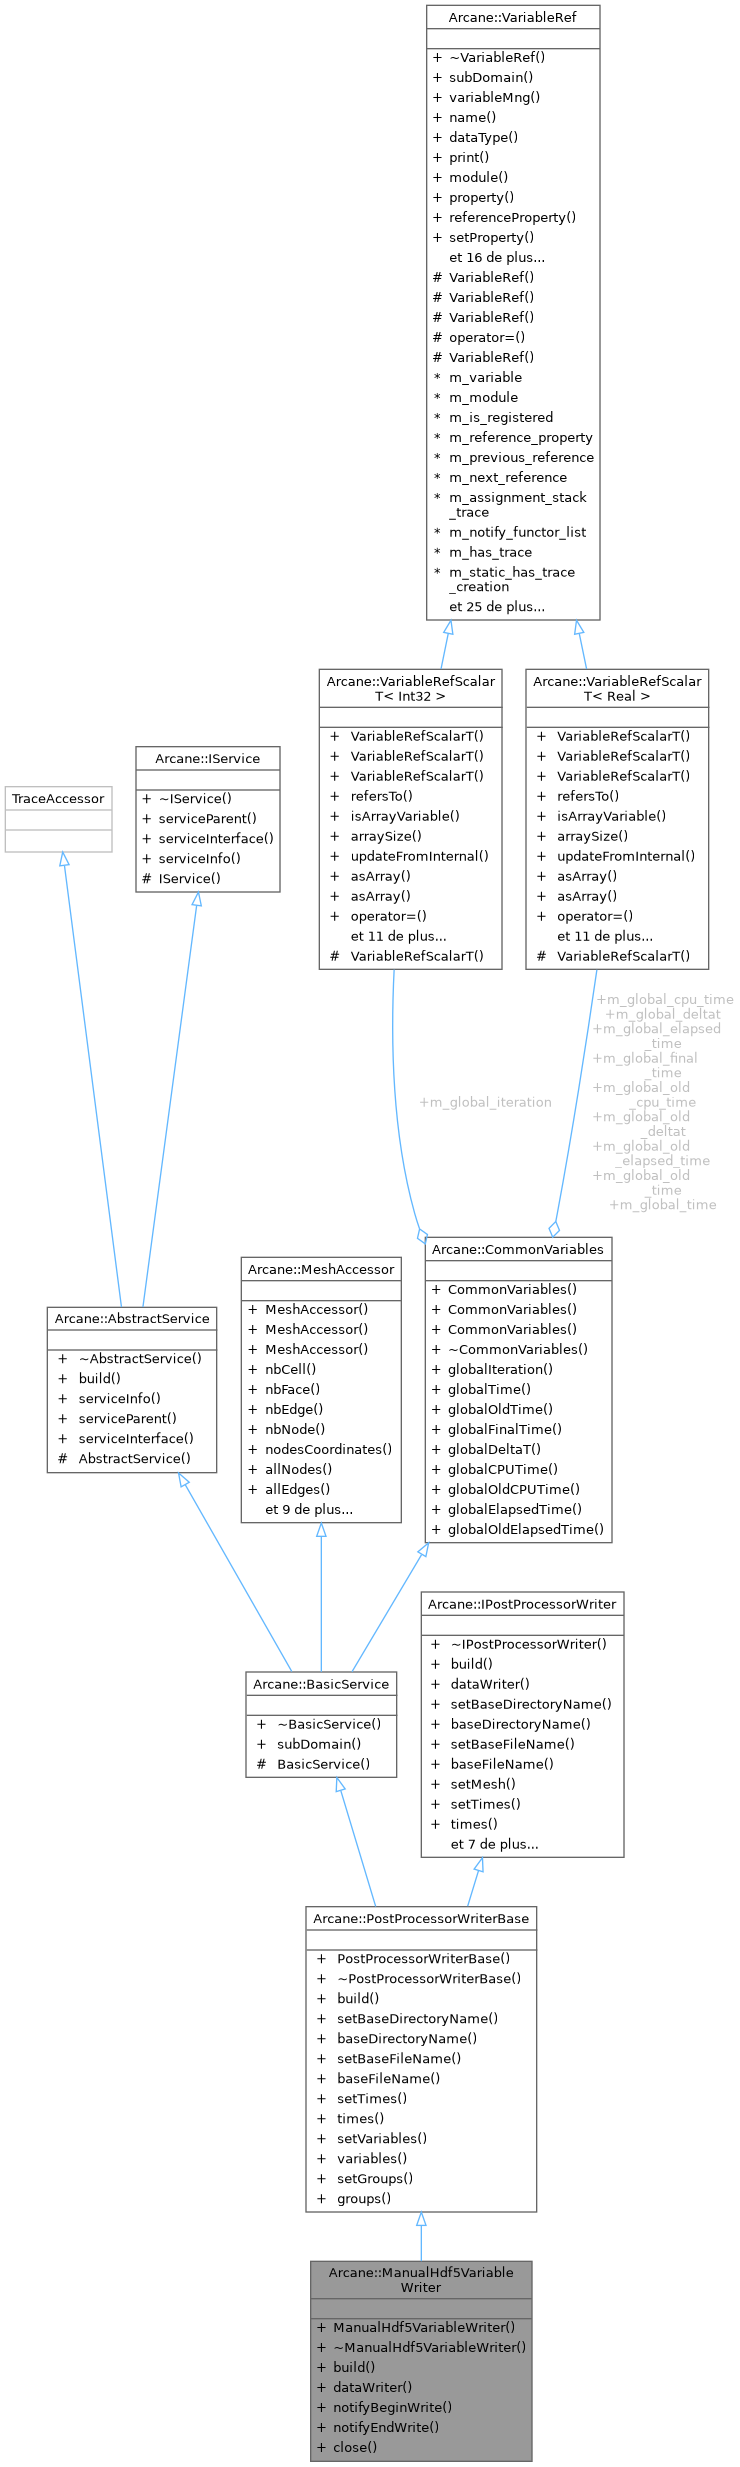 Arcane::VariableRef
+ ~VariableRef()
+ subDomain()
+ variableMng()
+ name()
+ dataType()
+ print()
+ module()
+ property()
+ referenceProperty()
+ setProperty()
et 16 de plus...
# VariableRef()
# VariableRef()
# VariableRef()
# operator=()
# VariableRef()
* m_variable
* m_module
* m_is_registered
* m_reference_property
* m_previous_reference
* m_next_reference
* m_assignment_stack
_trace
* m_notify_functor_list
* m_has_trace
* m_static_has_trace
_creation
et 25 de plus...
Arcane::VariableRefScalar
T< Int32 >
+ VariableRefScalarT()
+ VariableRefScalarT()
+ VariableRefScalarT()
+ refersTo()
+ isArrayVariable()
+ arraySize()
+ updateFromInternal()
+ asArray()
+ asArray()
+ operator=()
et 11 de plus...
# VariableRefScalarT()
Arcane::VariableRefScalar
T< Real >
+ VariableRefScalarT()
+ VariableRefScalarT()
+ VariableRefScalarT()
+ refersTo()
+ isArrayVariable()
+ arraySize()
+ updateFromInternal()
+ asArray()
+ asArray()
+ operator=()
et 11 de plus...
# VariableRefScalarT()
Arcane::IService
+ ~IService()
+ serviceParent()
+ serviceInterface()
+ serviceInfo()
# IService()
TraceAccessor
+m_global_cpu_time
+m_global_deltat
+m_global_elapsed
_time
+m_global_final
_time
+m_global_old
_cpu_time
+m_global_old
_deltat
+m_global_old
_elapsed_time
+m_global_old
_time
+m_global_time
+m_global_iteration
Arcane::CommonVariables
+ CommonVariables()
+ CommonVariables()
+ CommonVariables()
+ ~CommonVariables()
+ globalIteration()
+ globalTime()
+ globalOldTime()
+ globalFinalTime()
+ globalDeltaT()
+ globalCPUTime()
+ globalOldCPUTime()
+ globalElapsedTime()
+ globalOldElapsedTime()
Arcane::MeshAccessor
+ MeshAccessor()
+ MeshAccessor()
+ MeshAccessor()
+ nbCell()
+ nbFace()
+ nbEdge()
+ nbNode()
+ nodesCoordinates()
+ allNodes()
+ allEdges()
et 9 de plus...
Arcane::AbstractService
+ ~AbstractService()
+ build()
+ serviceInfo()
+ serviceParent()
+ serviceInterface()
# AbstractService()
Arcane::IPostProcessorWriter
+ ~IPostProcessorWriter()
+ build()
+ dataWriter()
+ setBaseDirectoryName()
+ baseDirectoryName()
+ setBaseFileName()
+ baseFileName()
+ setMesh()
+ setTimes()
+ times()
et 7 de plus...
Arcane::BasicService
+ ~BasicService()
+ subDomain()
# BasicService()
Arcane::PostProcessorWriterBase
+ PostProcessorWriterBase()
+ ~PostProcessorWriterBase()
+ build()
+ setBaseDirectoryName()
+ baseDirectoryName()
+ setBaseFileName()
+ baseFileName()
+ setTimes()
+ times()
+ setVariables()
+ variables()
+ setGroups()
+ groups()
Arcane::ManualHdf5Variable
Writer
+ ManualHdf5VariableWriter()
+ ~ManualHdf5VariableWriter()
+ build()
+ dataWriter()
+ notifyBeginWrite()
+ notifyEndWrite()
+ close()